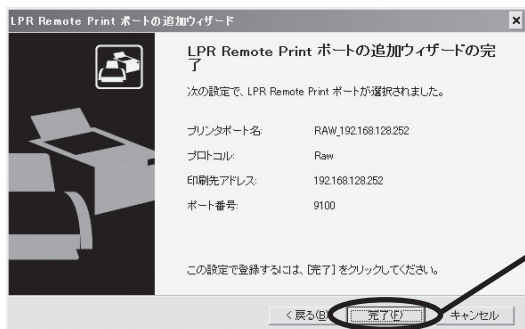 LPR Remote Print ポートの追加ウィザード
LPR Remote Print ポートの追加ウィザードの完
了
次の設定で、LPR Remote Print ポートが選択されました。
プリンタポート名: RAW_192.168.128.252
プロトコル: Raw
印刷先アドレス: 192.168.128.252
ポート番号: 9100
この設定で登録するには、[完了]をクリックしてください。
< 戻る(B) 完了(F) キャンセル